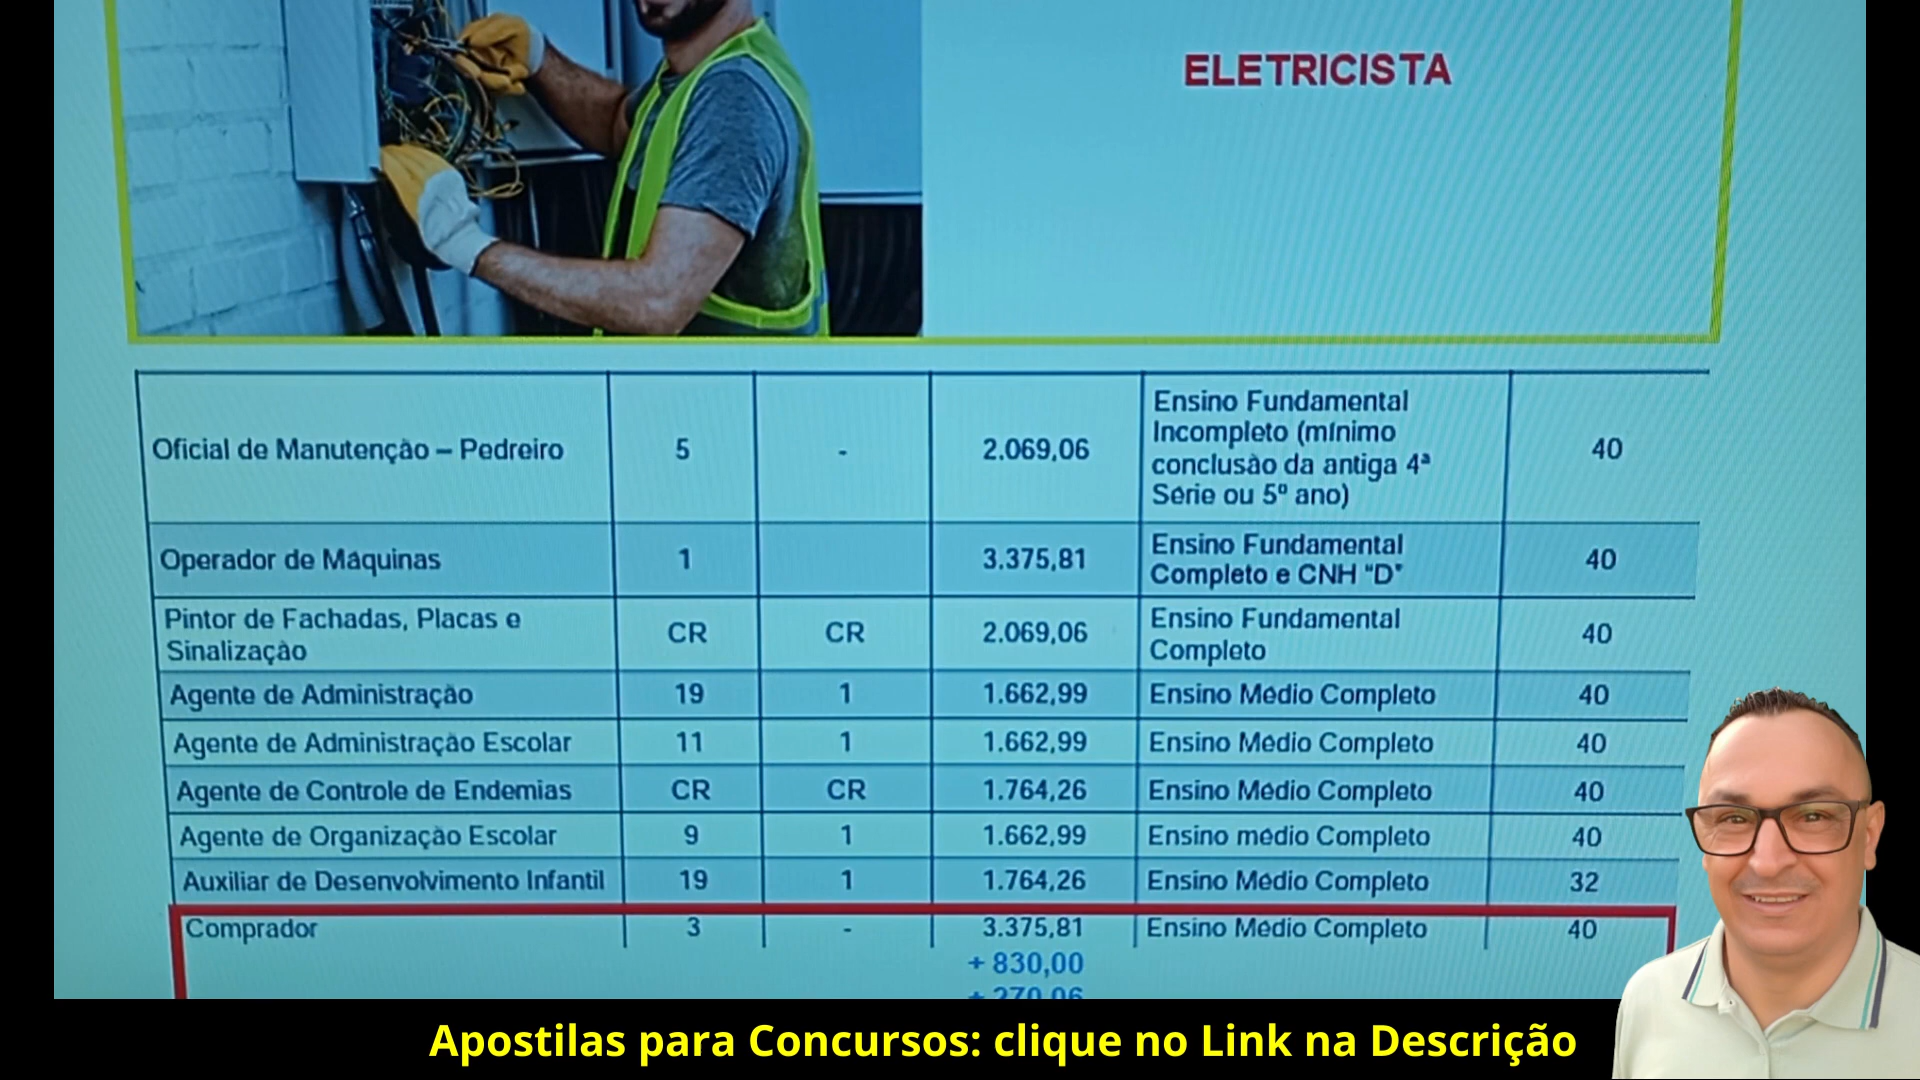 ELETRICISTA
Oficial de Manutenção – Pedreiro 5 - 2.069,06 Ensino Fundamental Incompleto (mínimo conclusão da antiga 4ª Série ou 5º ano) 40
Operador de Máquinas 1 3.375,81 Ensino Fundamental Completo e CNH “D” 40
Pintor de Fachadas, Placas e Sinalização CR CR 2.069,06 Ensino Fundamental Completo 40
Agente de Administração 19 1 1.662,99 Ensino Médio Completo 40
Agente de Administração Escolar 11 1 1.662,99 Ensino Médio Completo 40
Agente de Controle de Endemias CR CR 1.764,26 Ensino Médio Completo 40
Agente de Organização Escolar 9 1 1.662,99 Ensino médio Completo 40
Auxiliar de Desenvolvimento Infantil 19 1 1.764,26 Ensino Médio Completo 32
Comprador 3 - 3.375,81 Ensino Médio Completo 40
+ 830,00
+ 270,06
Apostilas para Concursos: clique no Link na Descrição